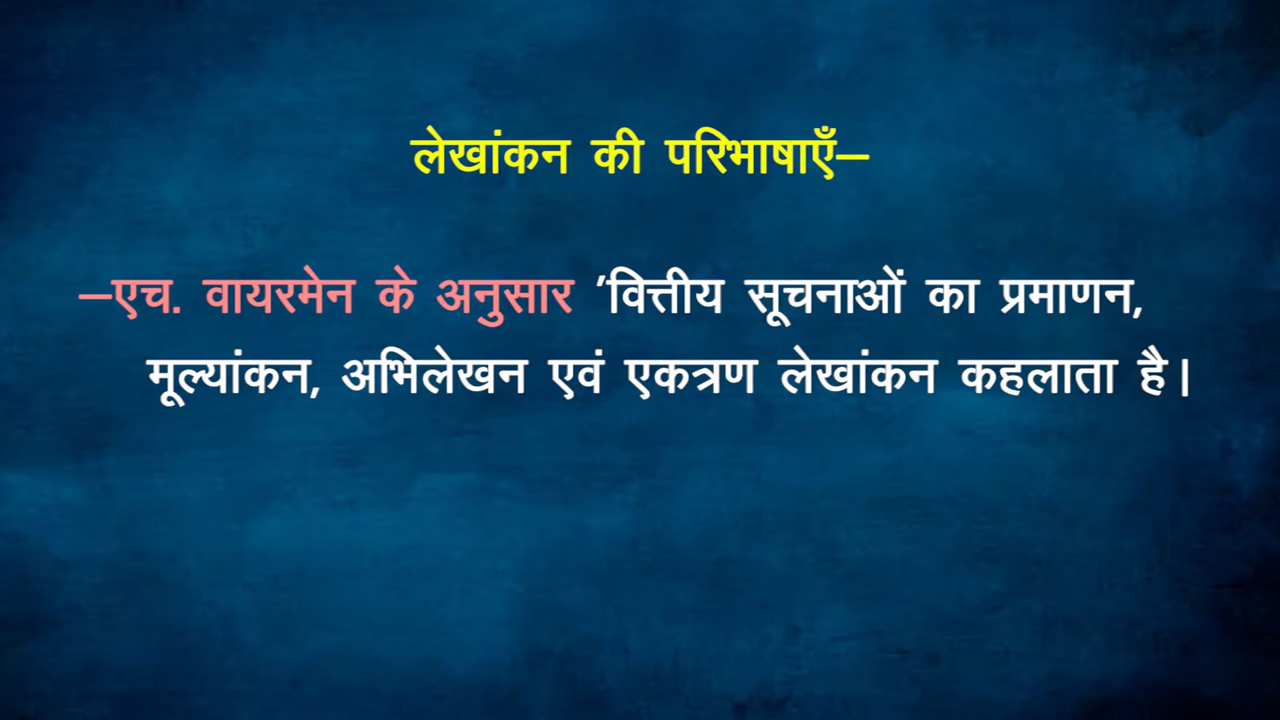 लेखांकन की परिभाषाएँ–
–एच. वायरमेन के अनुसार ’वित्तीय सूचनाओं का प्रमाणन,
मूल्यांकन, अभिलेखन एवं एकत्रण लेखांकन कहलाता है।